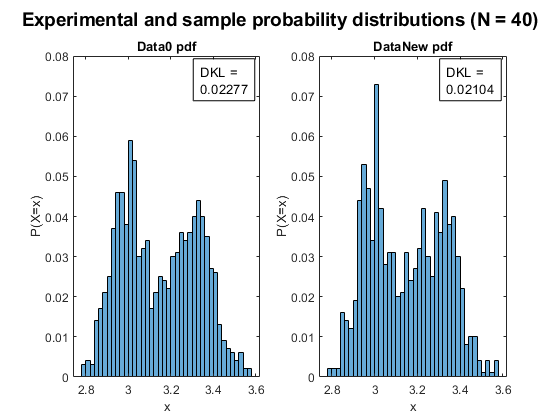 Experimental and sample probability distributions (N = 40)
Data0 pdf
DKL =
0.02277
P(X=x)
0.08
0.07
0.06
0.05
0.04
0.03
0.02
0.01
0
2.8 3 3.2 3.4 3.6
x
DataNew pdf
DKL =
0.02104
P(X=x)
0.08
0.07
0.06
0.05
0.04
0.03
0.02
0.01
0
2.8 3 3.2 3.4 3.6
x